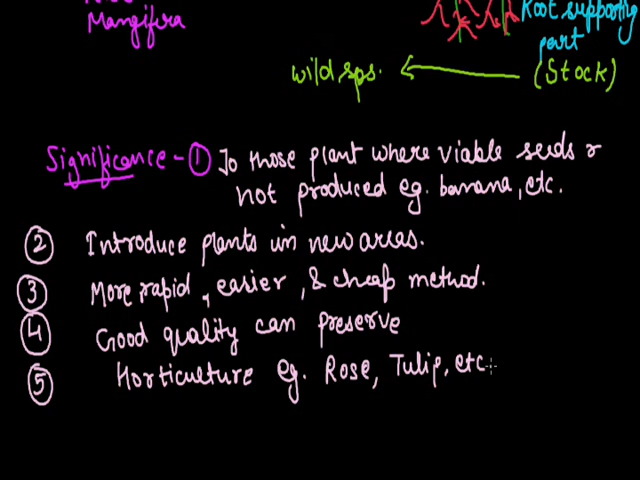 Mangifera
Root supporting
part
wild sps.
(Stock)
Significance - ① To those plant where viable seeds r
not produced eg. banana, etc.
② Introduce plants in new areas.
③ More rapid, easier, & cheap method.
④ Good quality can preserve
⑤ Horticulture eg. Rose, Tulip, etc